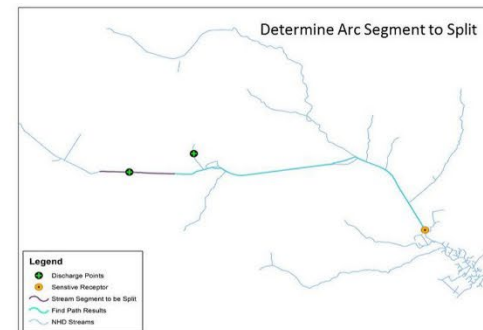 Determine Arc Segment to Split
Legend
Discharge Points
Senstive Receptor
Stream Segment to be Split
Find Path Results
NHD Streams